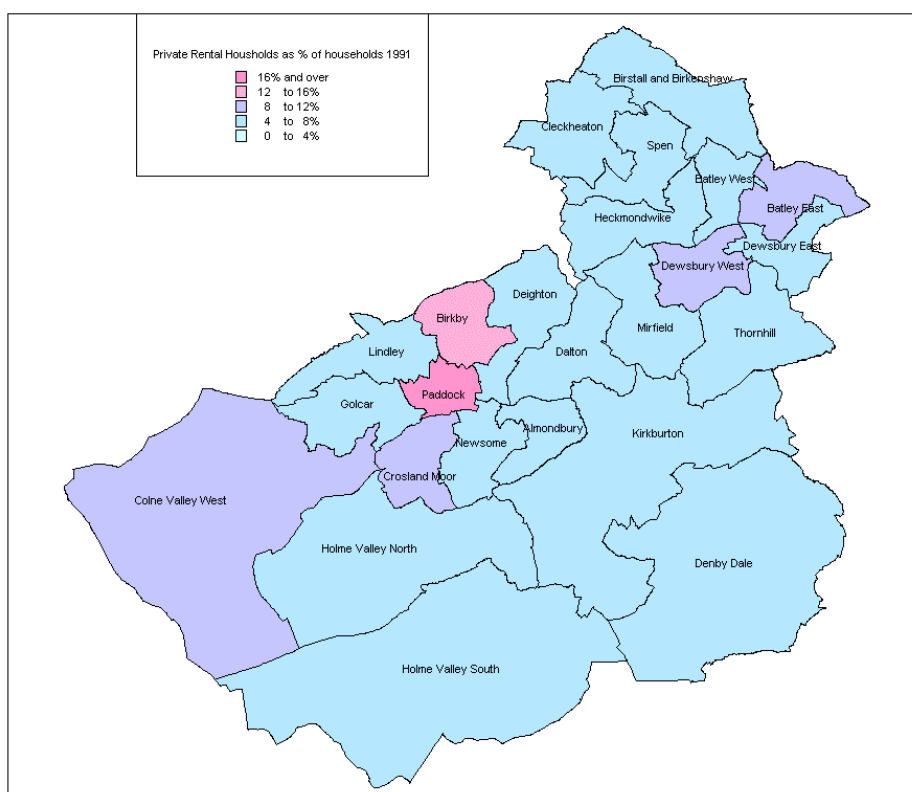 Private Rental Housholds as % of households 1991
16% and over
12 to 16%
8 to 12%
4 to 8%
0 to 4%
Birstall and Birkenshaw
Cleckheaton
Spen
Batley West
Batley East
Heckmondwike
Dewsbury East
Dewsbury West
Deighton
Birkby
Mirfield
Thornhill
Lindley
Dalton
Paddock
Golcar
Almondbury
Kirkburton
Newsome
Crosland Moor
Colne Valley West
Holme Valley North
Denby Dale
Holme Valley South